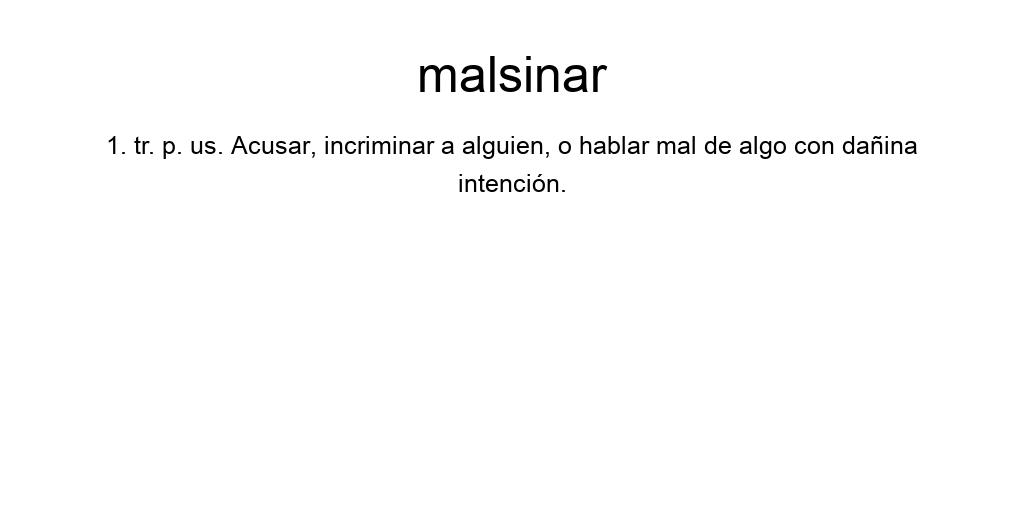 malsinar
1. tr. p. us. Acusar, incriminar a alguien, o hablar mal de algo con dañina
intención.